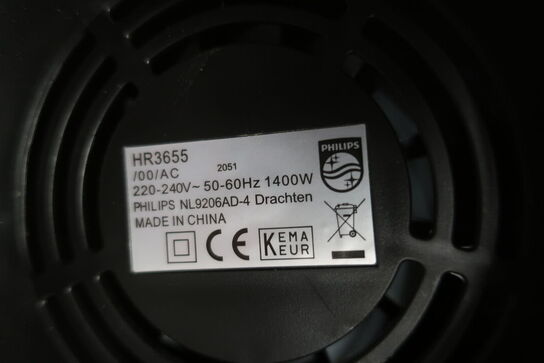 HR3655
/00/AC 2051
220-240V~ 50-60Hz 1400W
PHILIPS NL9206AD-4 Drachten
MADE IN CHINA
PHILIPS
CE
KEMA
KEUR